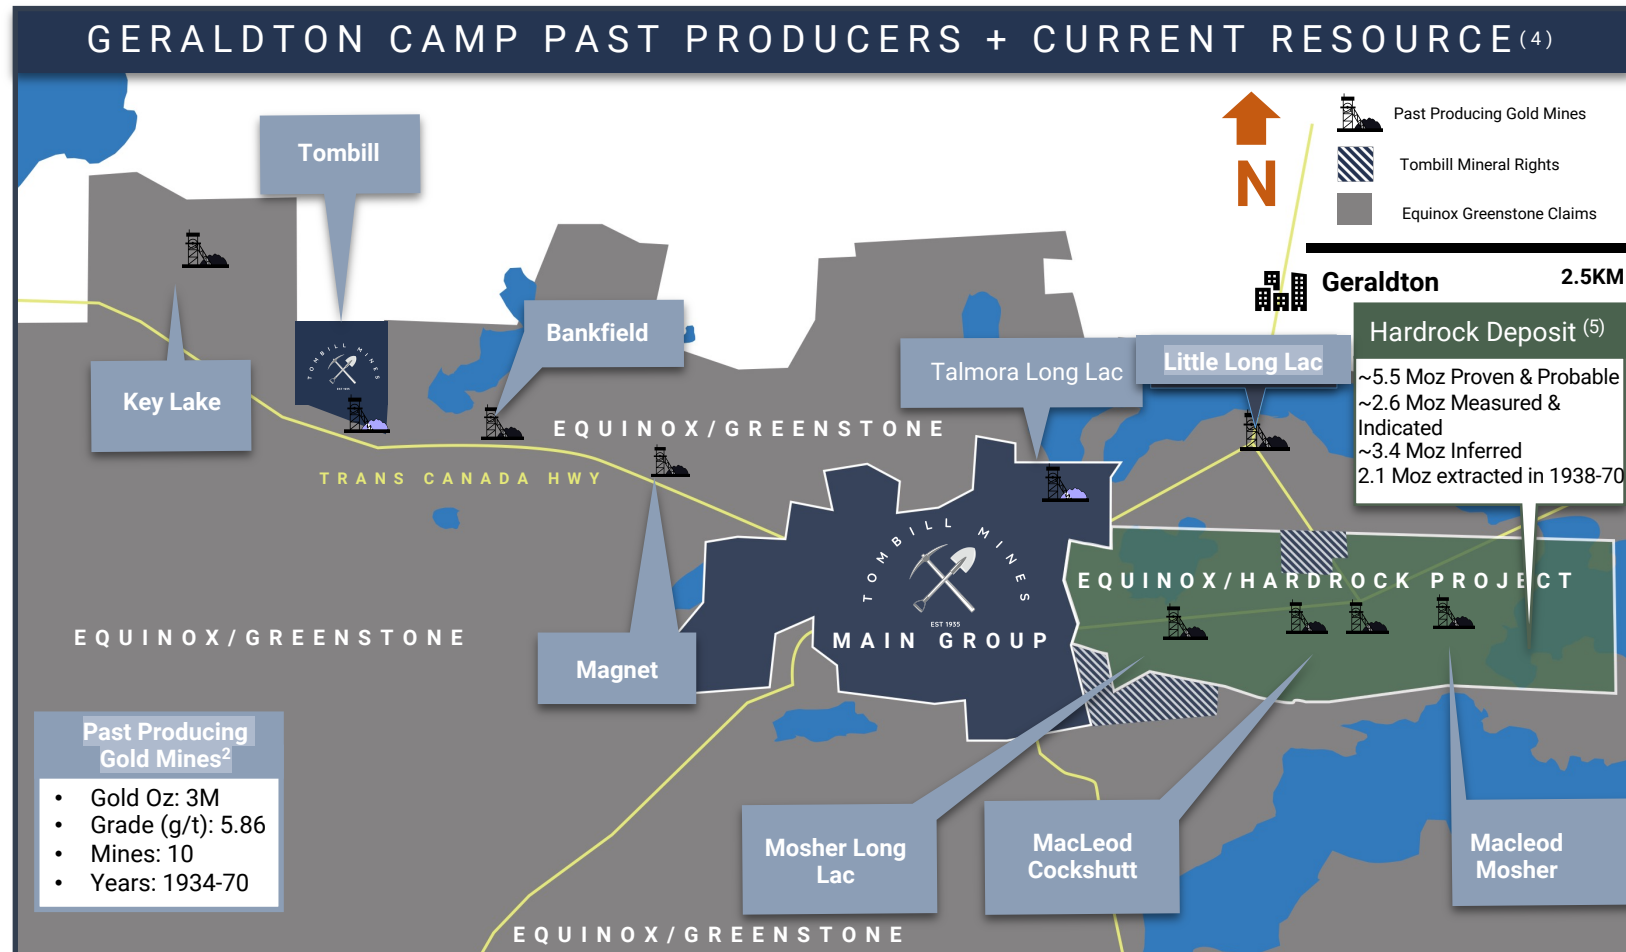 GERALDTON CAMP PAST PRODUCERS + CURRENT RESOURCE (4)
Tombill
Past Producing Gold Mines
Tombill Mineral Rights
Equinox Greenstone Claims
N
Geraldton
2.5KM
Hardrock Deposit (5)
~5.5 Moz Proven & Probable
~2.6 Moz Measured &
Indicated
~3.4 Moz Inferred
2.1 Moz extracted in 1938-70
Key Lake
TOMBILL MINES
EST 1935
Bankfield
Talmora Long Lac
Little Long Lac
EQUINOX/GREENSTONE
TRANS CANADA HWY
TOMBILL MINES
EST 1935
MAIN GROUP
EQUINOX/HARDROCK PROJECT
EQUINOX/GREENSTONE
Magnet
Past Producing
Gold Mines2
• Gold Oz: 3M
• Grade (g/t): 5.86
• Mines: 10
• Years: 1934-70
Mosher Long
Lac
MacLeod
Cockshutt
Macleod
Mosher
EQUINOX/GREENSTONE